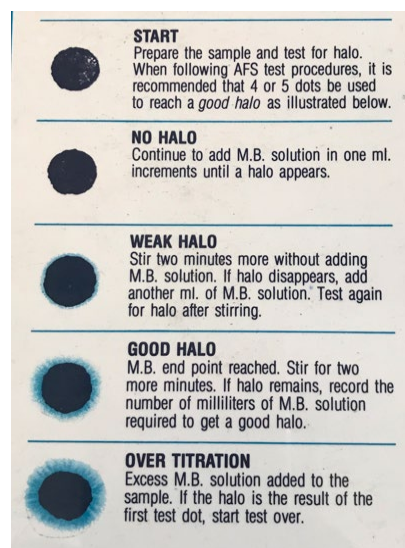 START
Prepare the sample and test for halo.
When following AFS test procedures, it is
recommended that 4 or 5 dots be used
to reach a good halo as illustrated below.
NO HALO
Continue to add M.B. solution in one ml.
increments until a halo appears.
WEAK HALO
Stir two minutes more without adding
M.B. solution. If halo disappears, add
another ml. of M.B. solution. Test again
for halo after stirring.
GOOD HALO
M.B. end point reached. Stir for two
more minutes. If halo remains, record the
number of milliliters of M.B. solution
required to get a good halo.
OVER TITRATION
Excess M.B. solution added to the
sample. If the halo is the result of the
first test dot, start test over.